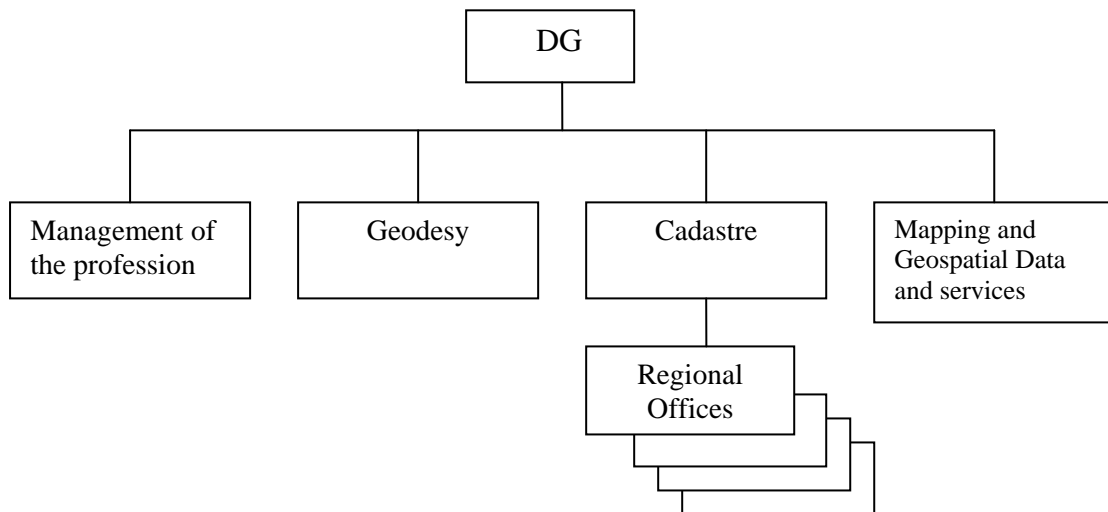 DG
Management of
the profession
Geodesy
Cadastre
Mapping and
Geospatial Data
and services
Regional
Offices